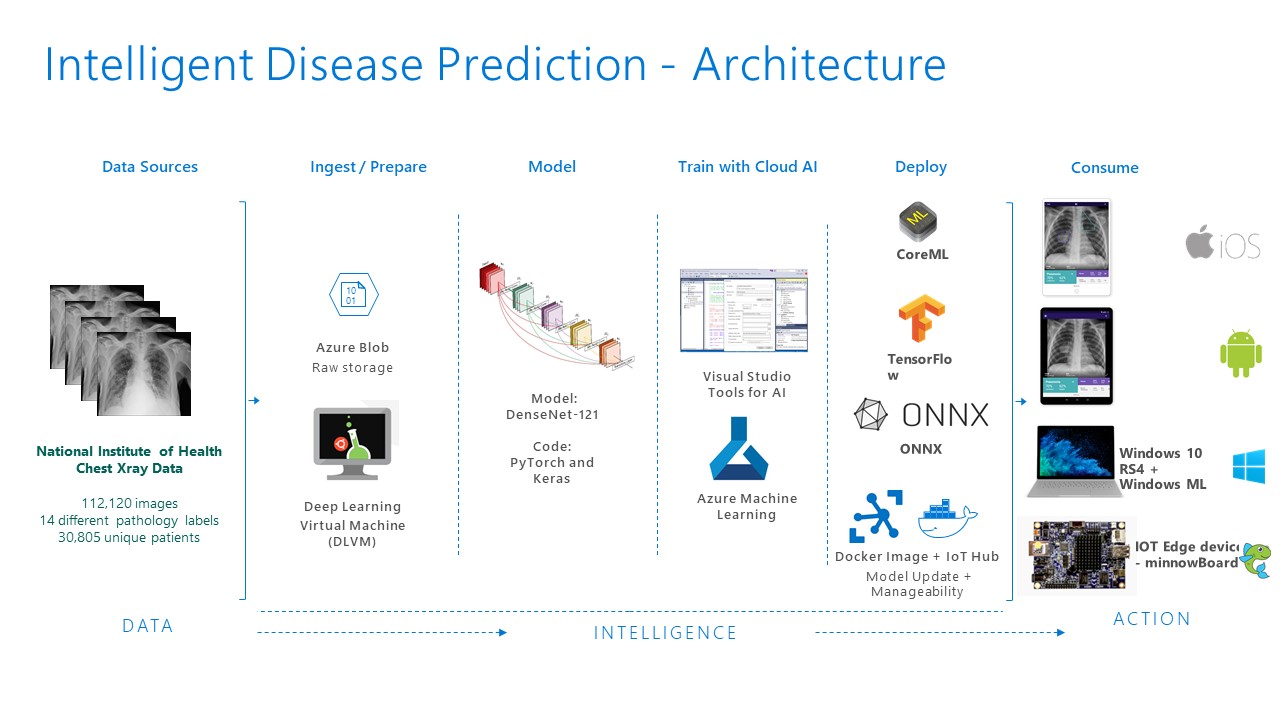 Intelligent Disease Prediction - Architecture
Data Sources
Ingest / Prepare
Model
Train with Cloud AI
Deploy
Consume
National Institute of Health
Chest Xray Data
112,120 images
14 different pathology labels
30,805 unique patients
10
01
Azure Blob
Raw storage
Deep Learning
Virtual Machine
(DLVM)
Model:
DenseNet-121
Code:
PyTorch and
Keras
Visual Studio
Tools for AI
Azure Machine
Learning
ML
CoreML
TensorFlo
w
ONNX
ONNX
Docker Image + IoT Hub
Model Update +
Manageability
iOS
Windows 10
RS4 +
Windows ML
IOT Edge device
- minnowBoard
DATA
INTELLIGENCE
ACTION